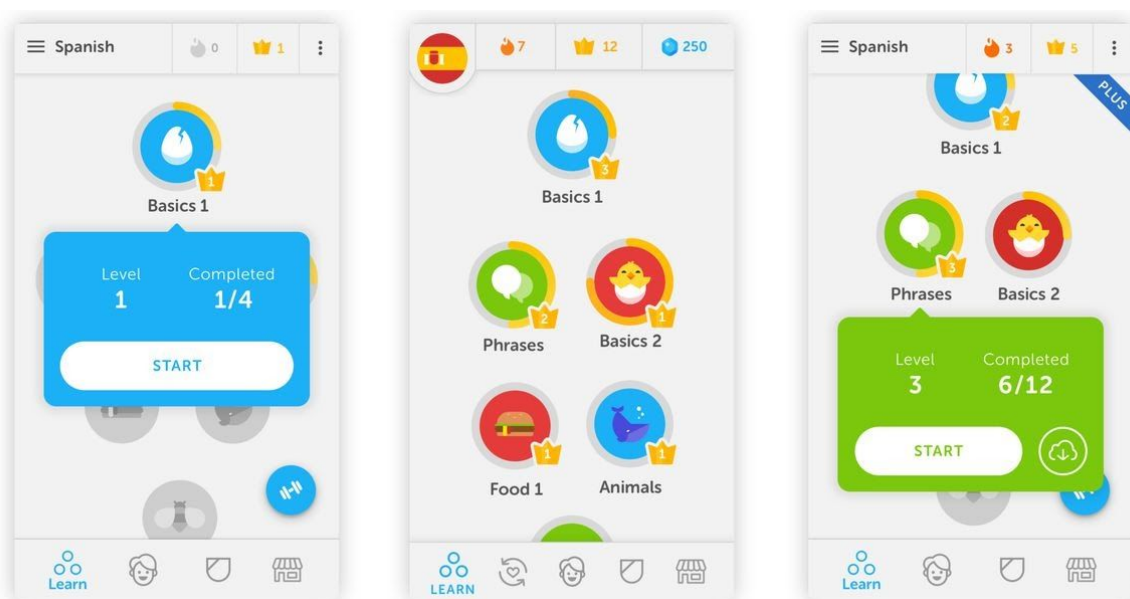 Spanish
0
1
1
Basics 1
Level
Completed
1
1/4
START
Learn
7
12
250
3
Basics 1
2
1
Phrases
Basics 2
1
1
Food 1
Animals
LEARN
Spanish
3
5
PLUS
2
Basics 1
3
Phrases
Basics 2
Level
Completed
3
6/12
START
Learn